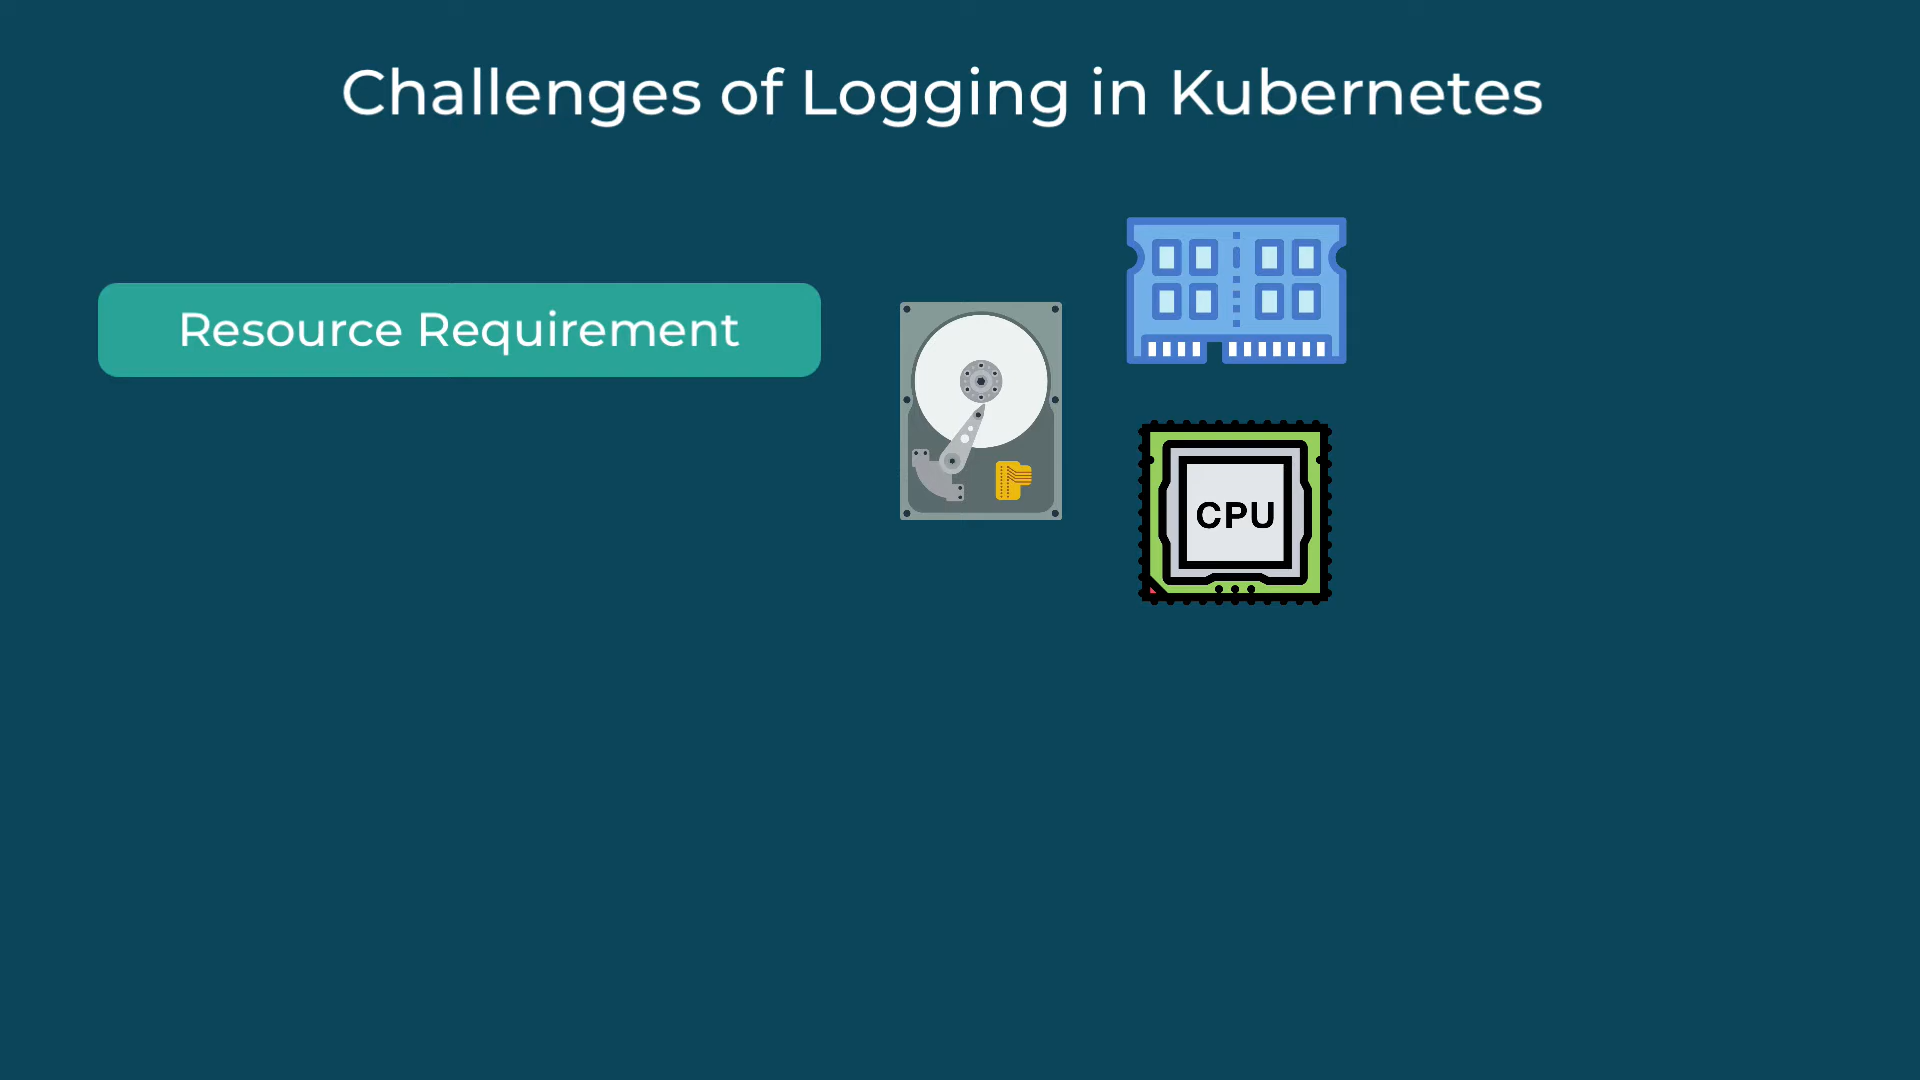 Challenges of Logging in Kubernetes
Resource Requirement
CPU